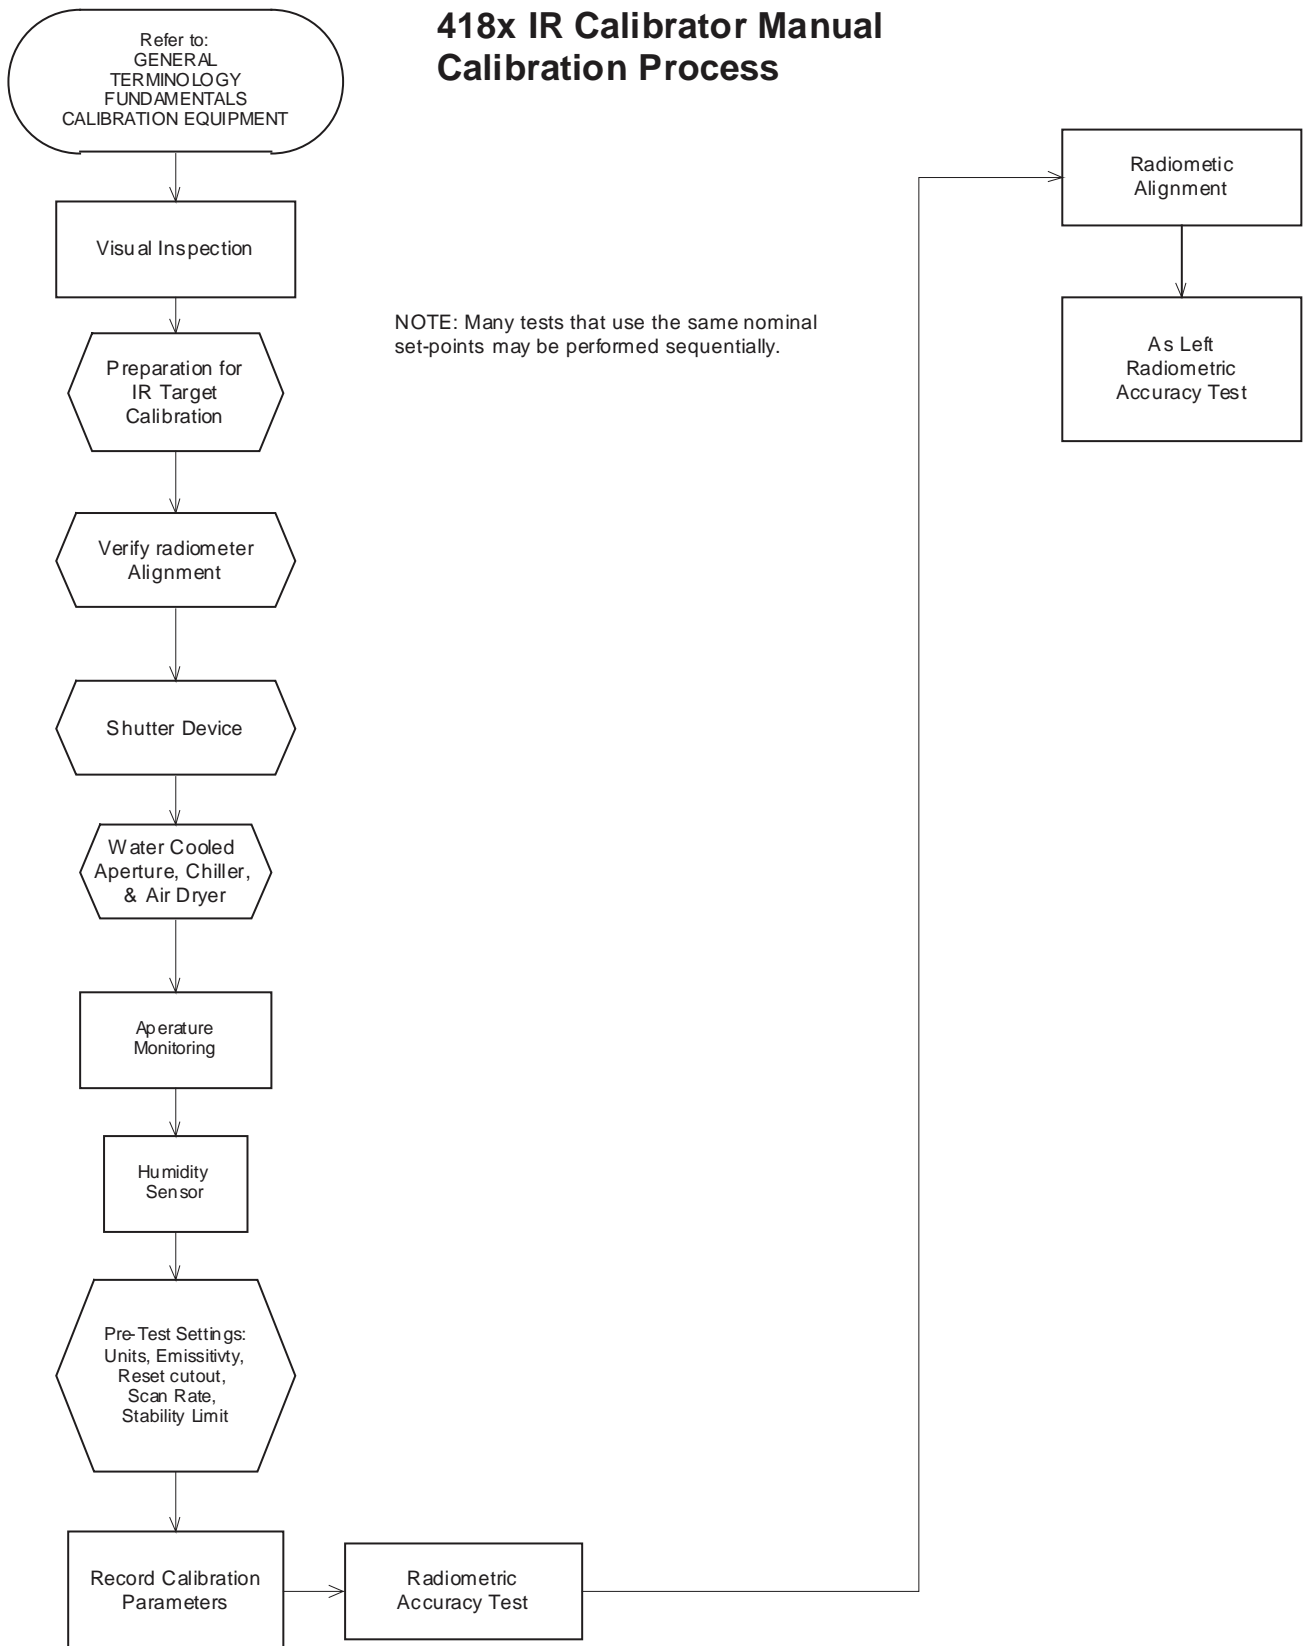 418x IR Calibrator Manual
Calibration Process
Refer to:
GENERAL
TERMINOLOGY
FUNDAMENTALS
CALIBRATION EQUIPMENT
Visual Inspection
NOTE: Many tests that use the same nominal
set-points may be performed sequentially.
Preparation for
IR Target
Calibration
Verify radiometer
Alignment
Shutter Device
Water Cooled
Aperture, Chiller,
& Air Dryer
Aperature
Monitoring
Humidity
Sensor
Pre-Test Settings:
Units, Emissitivty,
Reset cutout,
Scan Rate,
Stability Limit
Record Calibration
Parameters
Radiometric
Accuracy Test
Radiometic
Alignment
As Left
Radiometric
Accuracy Test